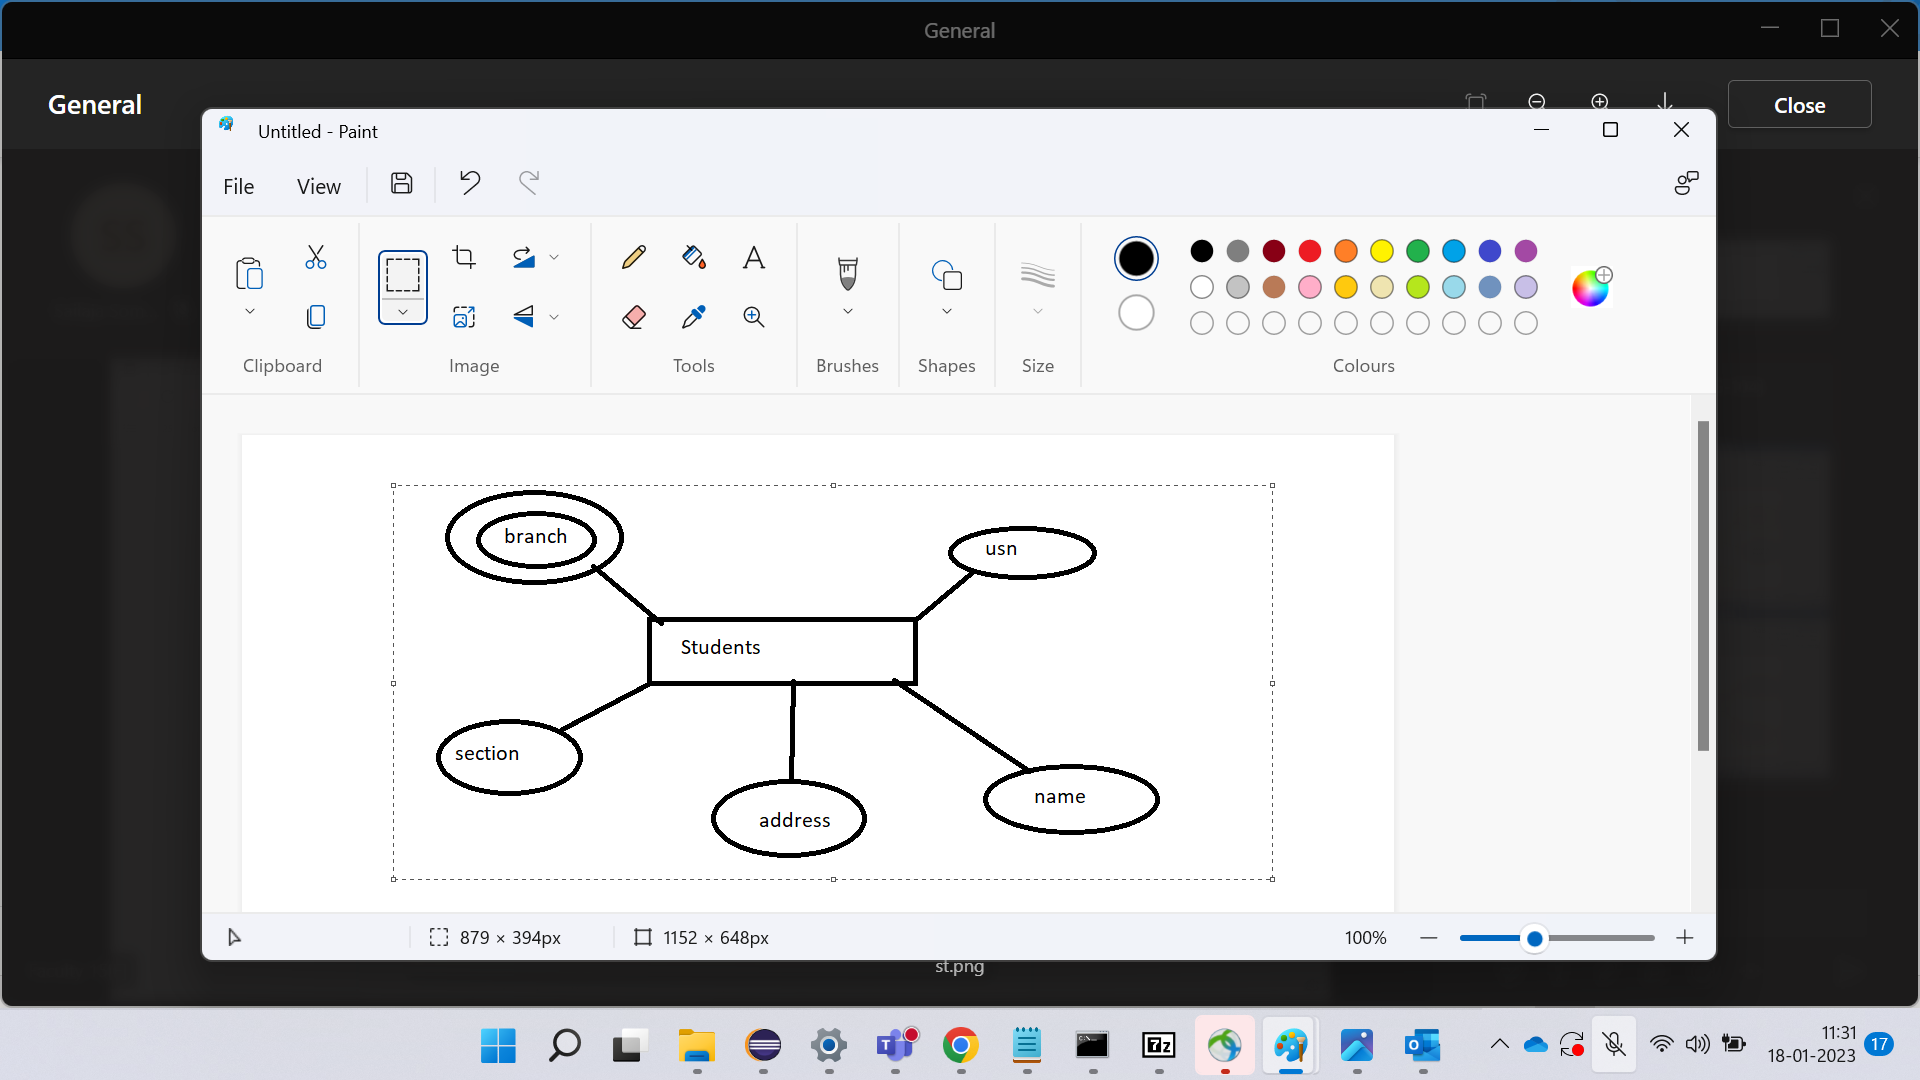 General
General
Close
Untitled - Paint
File View
Clipboard Image Tools Brushes Shapes Size Colours
branch
usn
Students
section
address
name
879 × 394px 1152 × 648px 100%
st.png
11:31
18-01-2023 17